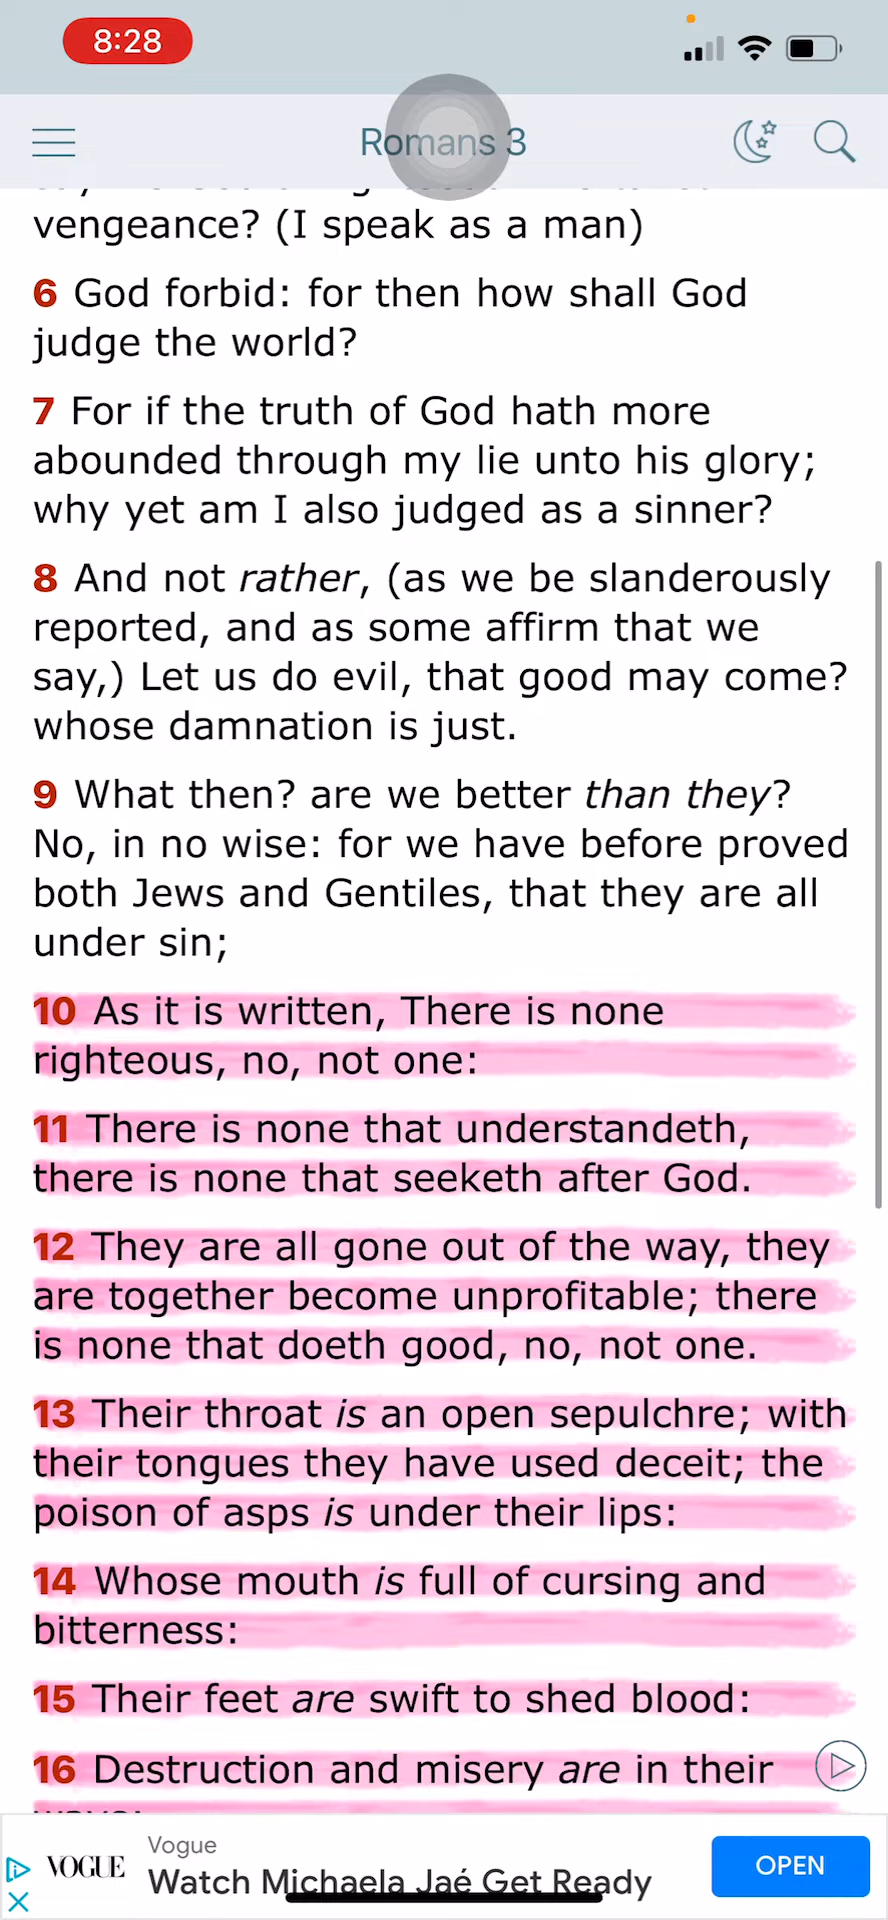 8:28
Romans 3
vengeance? (I speak as a man)
6 God forbid: for then how shall God
judge the world?
7 For if the truth of God hath more
abounded through my lie unto his glory;
why yet am I also judged as a sinner?
8 And not rather, (as we be slanderously
reported, and as some affirm that we
say,) Let us do evil, that good may come?
whose damnation is just.
9 What then? are we better than they?
No, in no wise: for we have before proved
both Jews and Gentiles, that they are all
under sin;
10 As it is written, There is none
righteous, no, not one:
11 There is none that understandeth,
there is none that seeketh after God.
12 They are all gone out of the way, they
are together become unprofitable; there
is none that doeth good, no, not one.
13 Their throat is an open sepulchre; with
their tongues they have used deceit; the
poison of asps is under their lips:
14 Whose mouth is full of cursing and
bitterness:
15 Their feet are swift to shed blood:
16 Destruction and misery are in their
VOGUE
Vogue
Watch Michaela Jaé Get Ready
OPEN